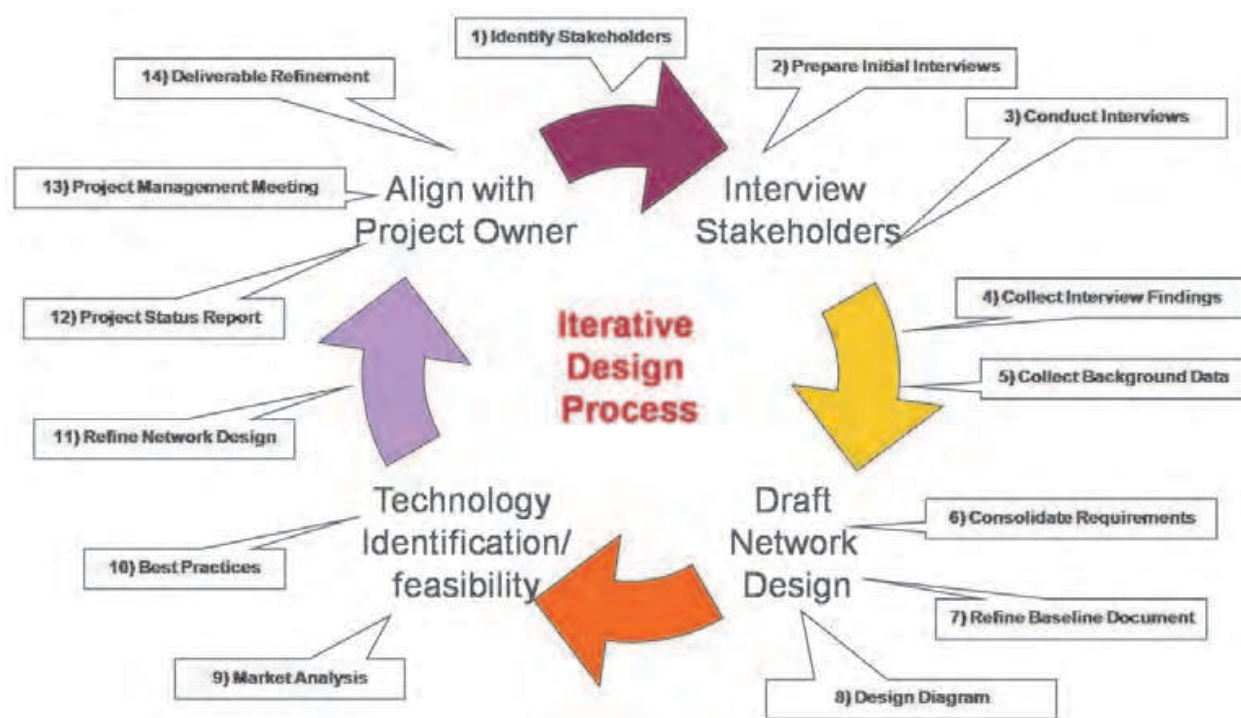 1) Identify Stakeholders
2) Prepare Initial Interviews
3) Conduct Interviews
Interview
Stakeholders
4) Collect Interview Findings
5) Collect Background Data
6) Consolidate Requirements
Draft
Network
Design
7) Refine Baseline Document
8) Design Diagram
9) Market Analysis
Technology
Identification/
feasibility
10) Best Practices
11) Refine Network Design
12) Project Status Report
13) Project Management Meeting
Align with
Project Owner
14) Deliverable Refinement
Iterative
Design
Process